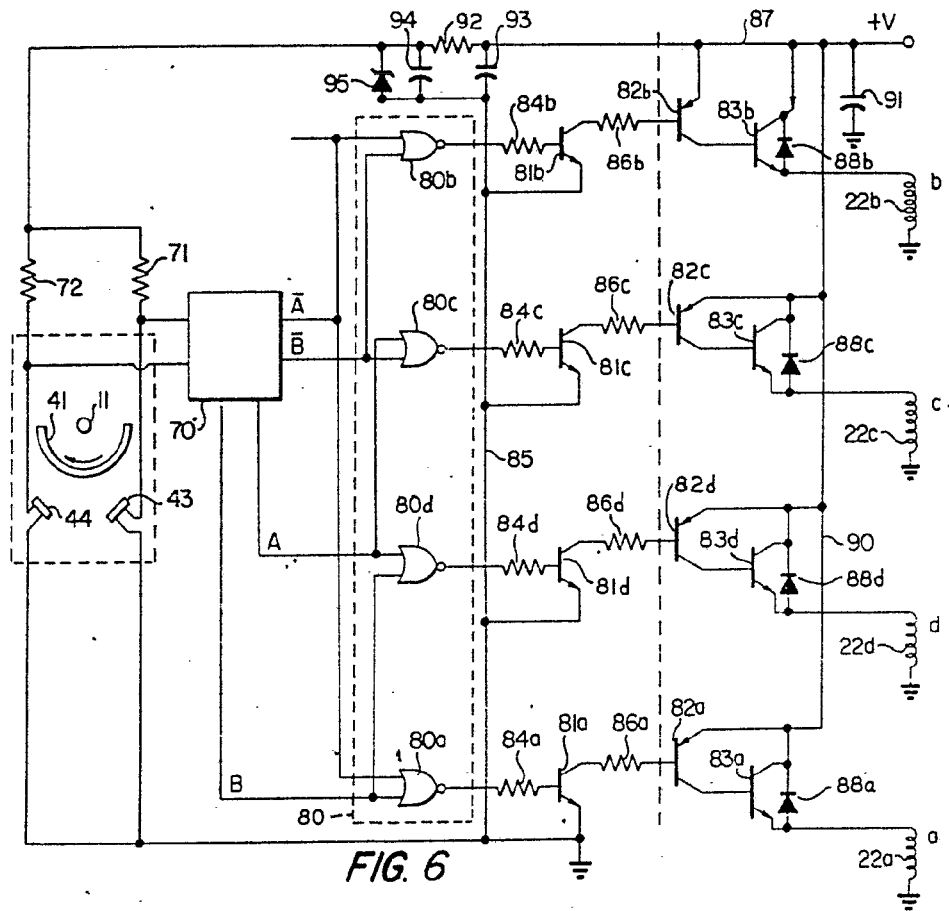 94 92 93 87 +V
95 84b 82b 83b 91
80b 81b 86b 88b b
22b
72 71
A̅ 80c 84c 86c 82c 83c
B̅ 81c 88c
41 11 70 22c c
44 43 85
A 80d 84d 86d 82d 83d 90
81d 88d
22d d
B 80a 84a 81a 86a 82a 83a
80 88a
22a a
FIG. 6